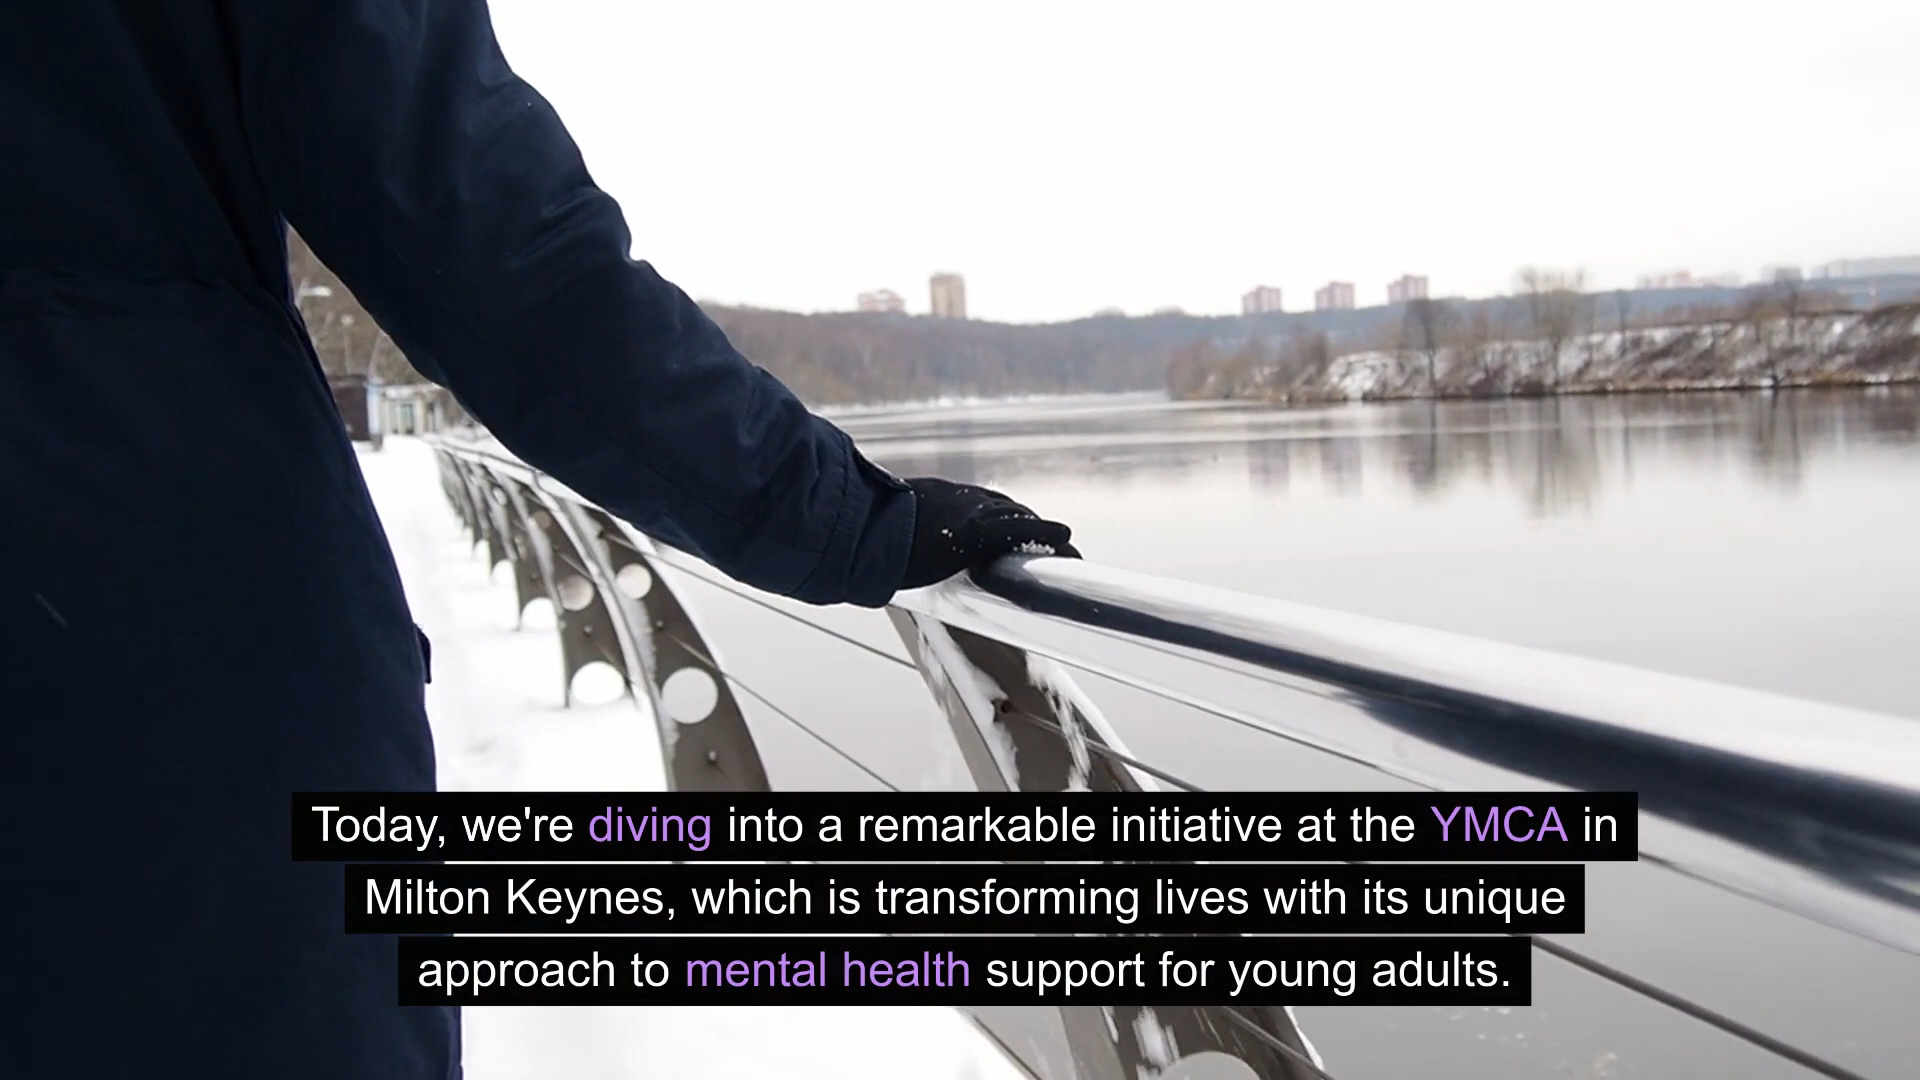 Today, we're diving into a remarkable initiative at the YMCA in
Milton Keynes, which is transforming lives with its unique
approach to mental health support for young adults.